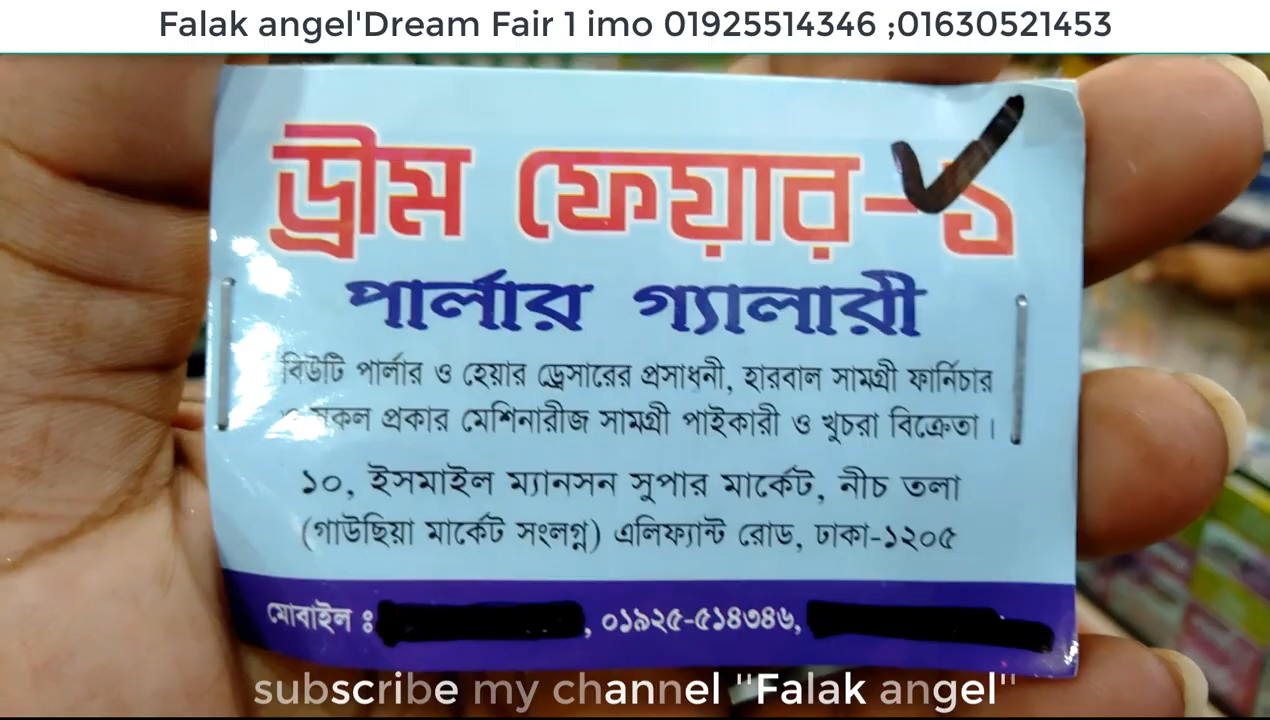 Falak angel'Dream Fair 1 imo 01925514346 ;01630521453
ড্রীম ফেয়ার-১
পার্লার গ্যালারী
বিউটি পার্লার ও হেয়ার ড্রেসারের প্রসাধনী, হারবাল সামগ্রী ফার্নিচার
ও সকল প্রকার মেশিনারীজ সামগ্রী পাইকারী ও খুচরা বিক্রেতা।
১০, ইসমাইল ম্যানসন সুপার মার্কেট, নীচ তলা
(গাউছিয়া মার্কেট সংলগ্ন) এলিফ্যান্ট রোড, ঢাকা-১২০৫
মোবাইল ঃ , ০১৯২৫-৫১৪৩৪৬,
subscribe my channel "Falak angel"